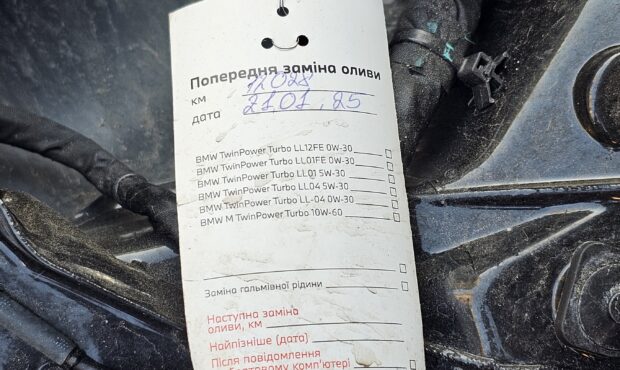 Попередня заміна оливи
км 12028
дата 21.01.25
BMW TwinPower Turbo LL12FE 0W-30
BMW TwinPower Turbo LL01FE 0W-30
BMW TwinPower Turbo LL01 5W-30
BMW TwinPower Turbo LL04 5W-30
BMW TwinPower Turbo LL-04 0W-30
BMW M TwinPower Turbo 10W-60
Заміна гальмівної рідини
Наступна заміна
оливи, км
Найпізніше (дата)
Після повідомлення
комп'ютері